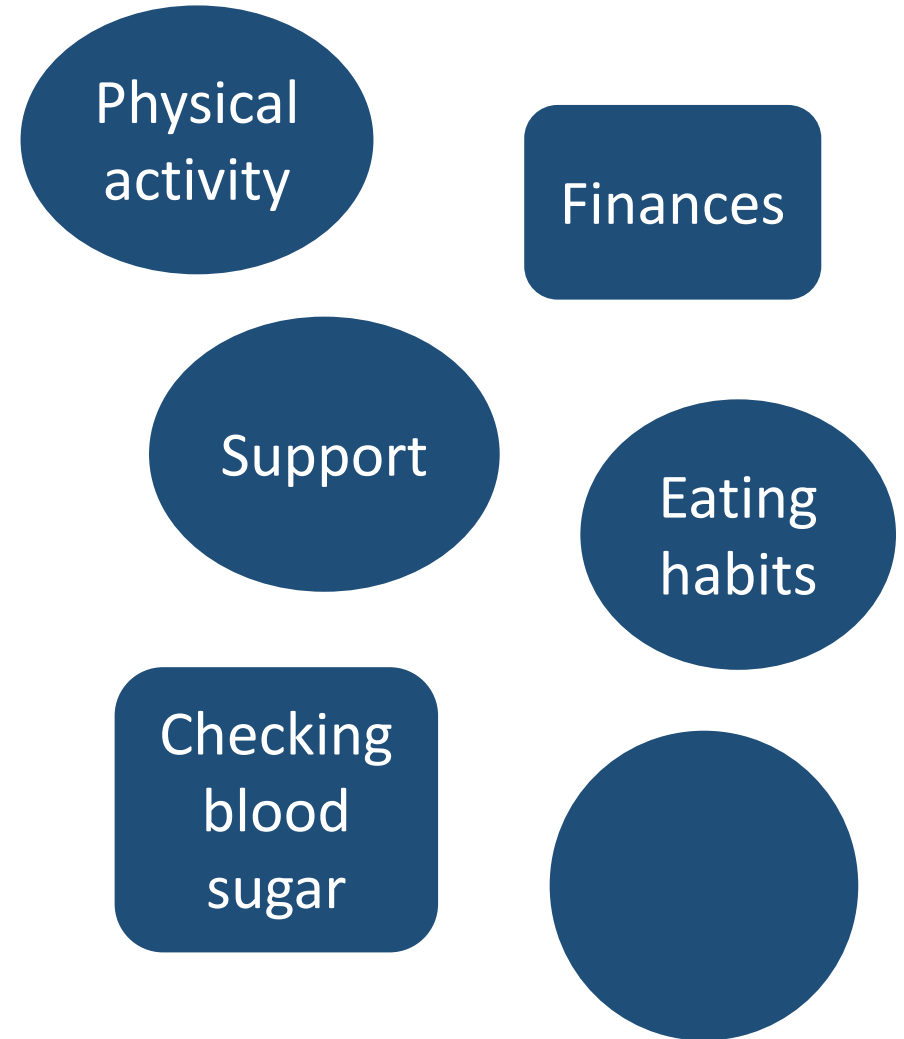 Physical
activity
Finances
Support
Eating
habits
Checking
blood
sugar